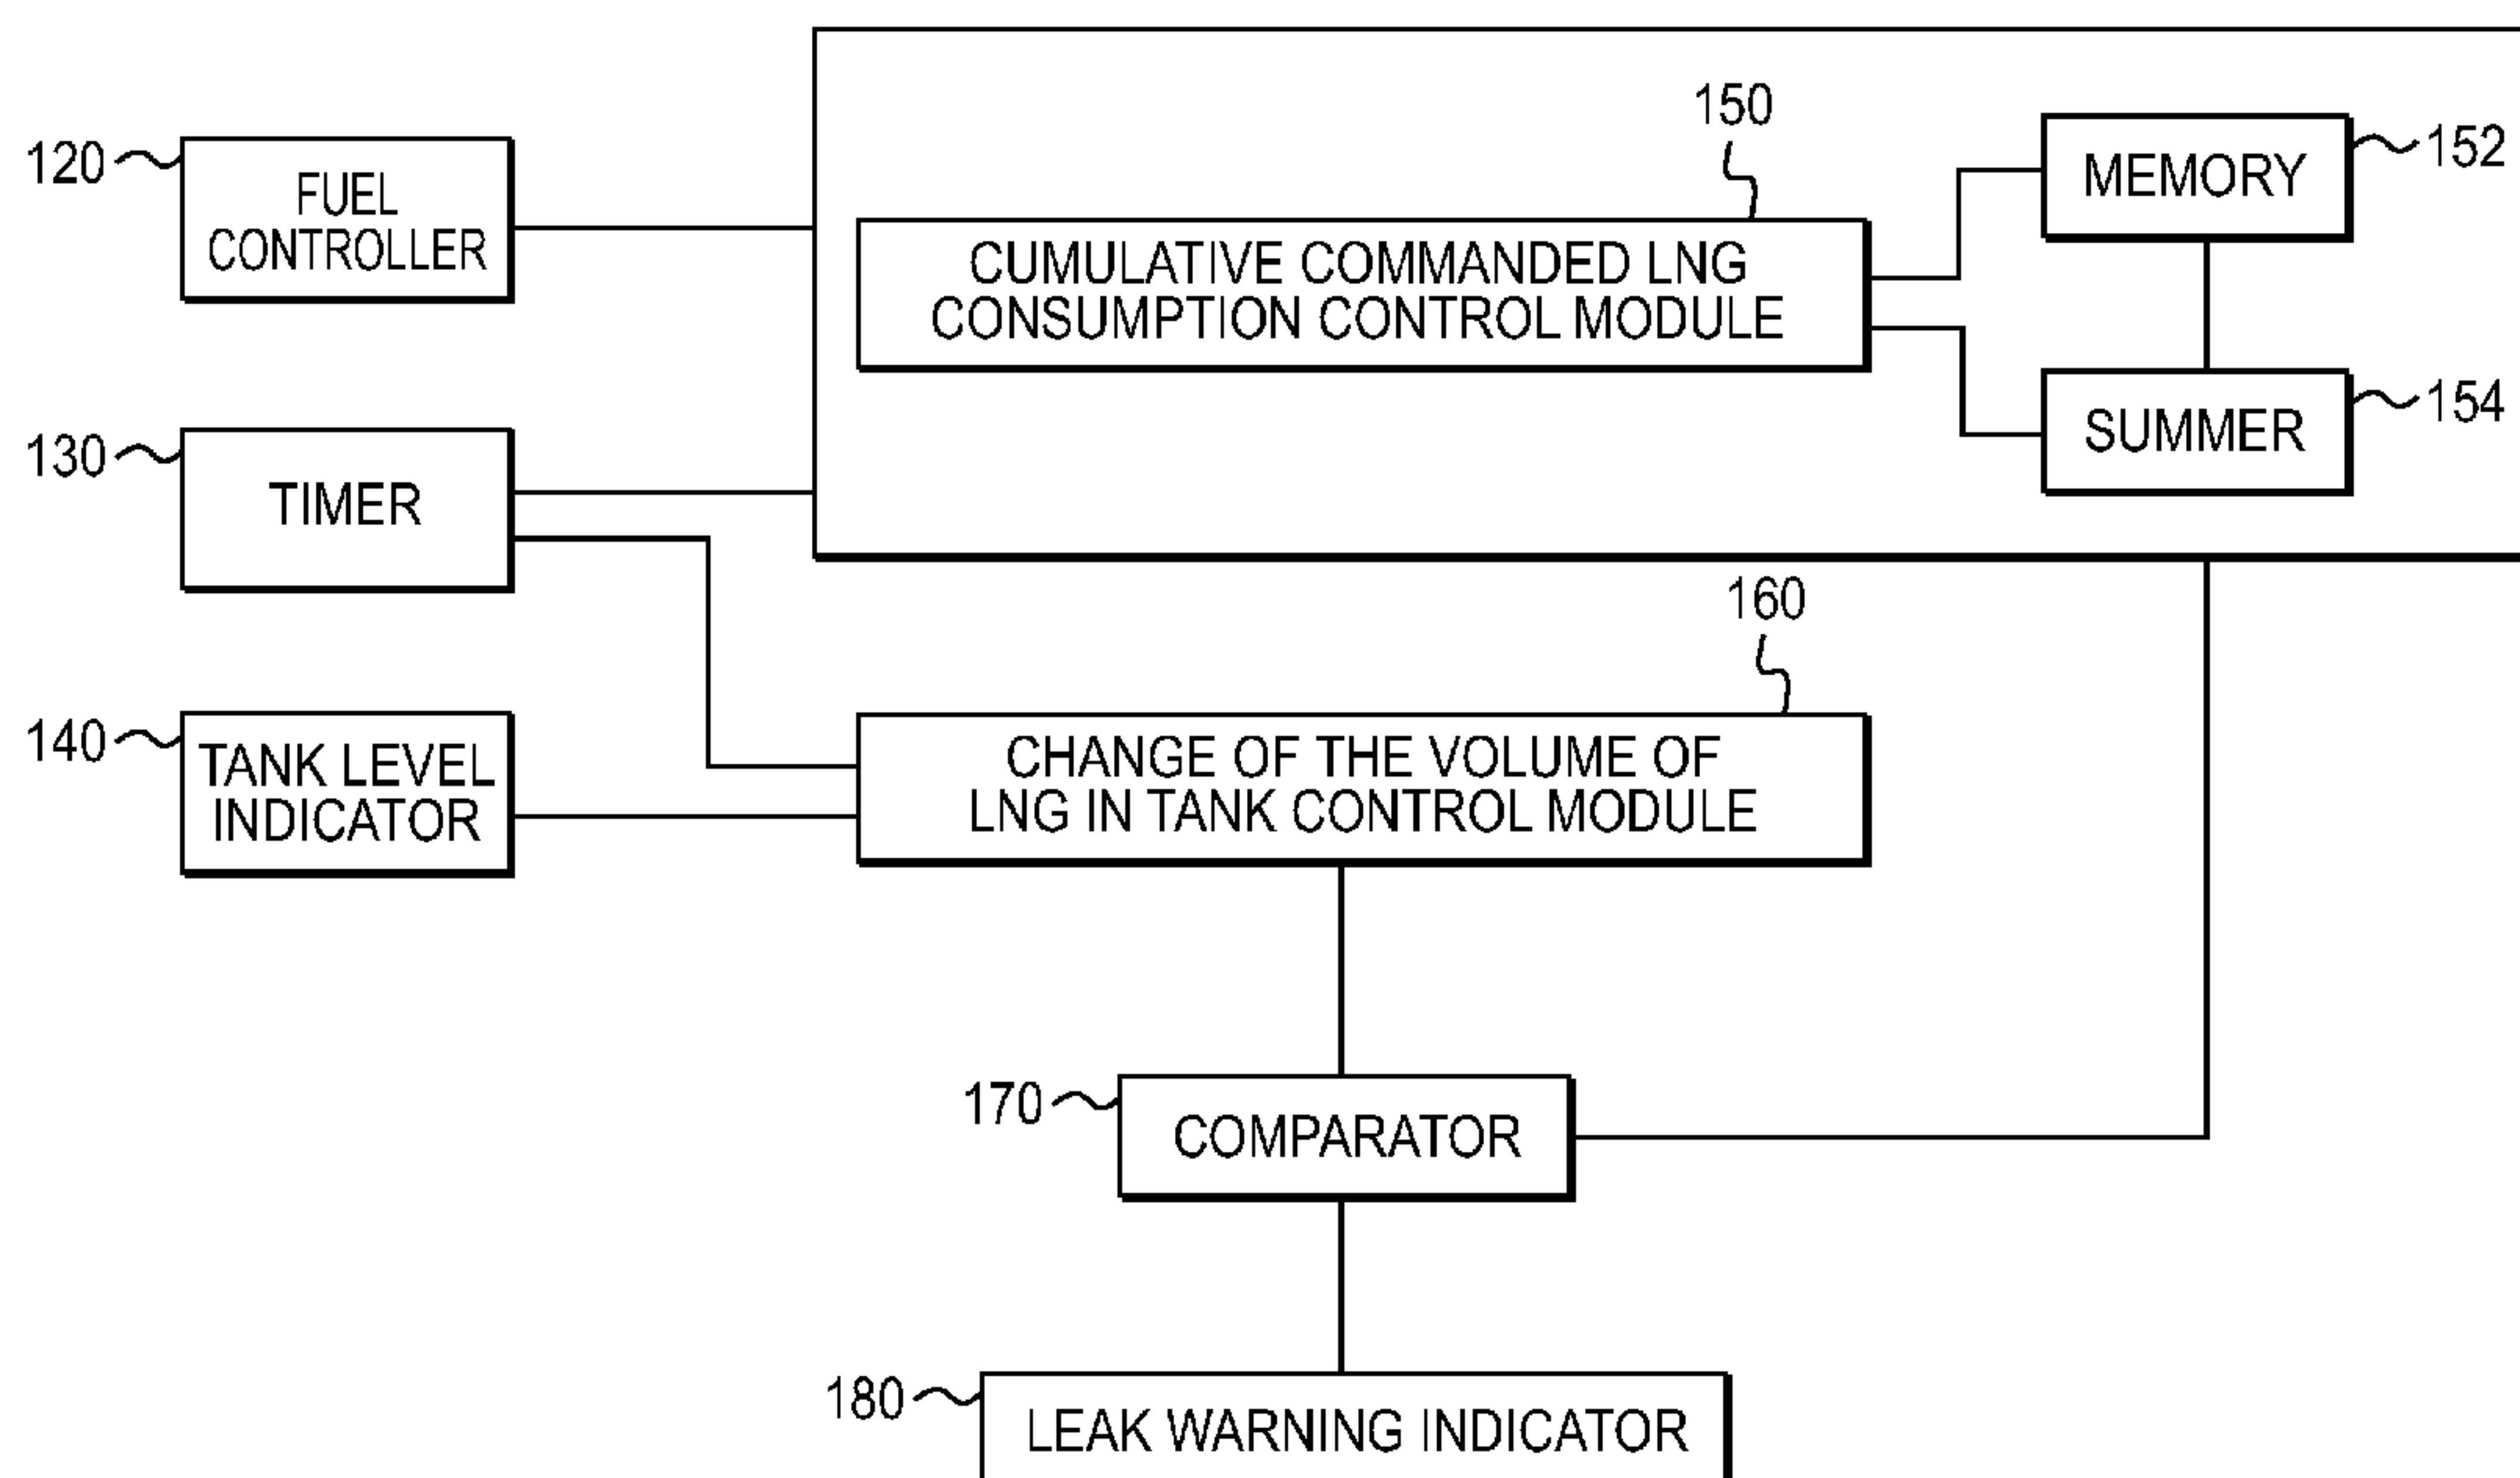 150
120
FUEL
CONTROLLER
CUMULATIVE COMMANDED LNG
CONSUMPTION CONTROL MODULE
MEMORY
152
130
TIMER
SUMMER
154
160
140
TANK LEVEL
INDICATOR
CHANGE OF THE VOLUME OF
LNG IN TANK CONTROL MODULE
170
COMPARATOR
180
LEAK WARNING INDICATOR